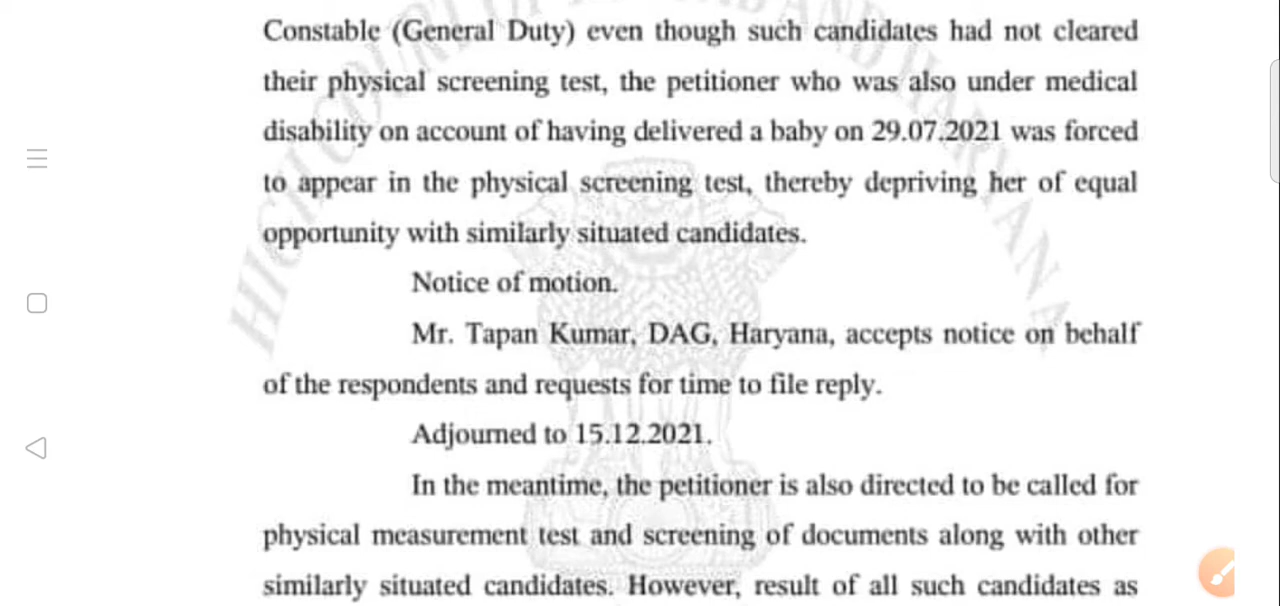 Constable (General Duty) even though such candidates had not cleared
their physical screening test, the petitioner who was also under medical
disability on account of having delivered a baby on 29.07.2021 was forced
to appear in the physical screening test, thereby depriving her of equal
opportunity with similarly situated candidates.
Notice of motion.
Mr. Tapan Kumar, DAG, Haryana, accepts notice on behalf
of the respondents and requests for time to file reply.
Adjourned to 15.12.2021.
In the meantime, the petitioner is also directed to be called for
physical measurement test and screening of documents along with other
similarly situated candidates. However, result of all such candidates as